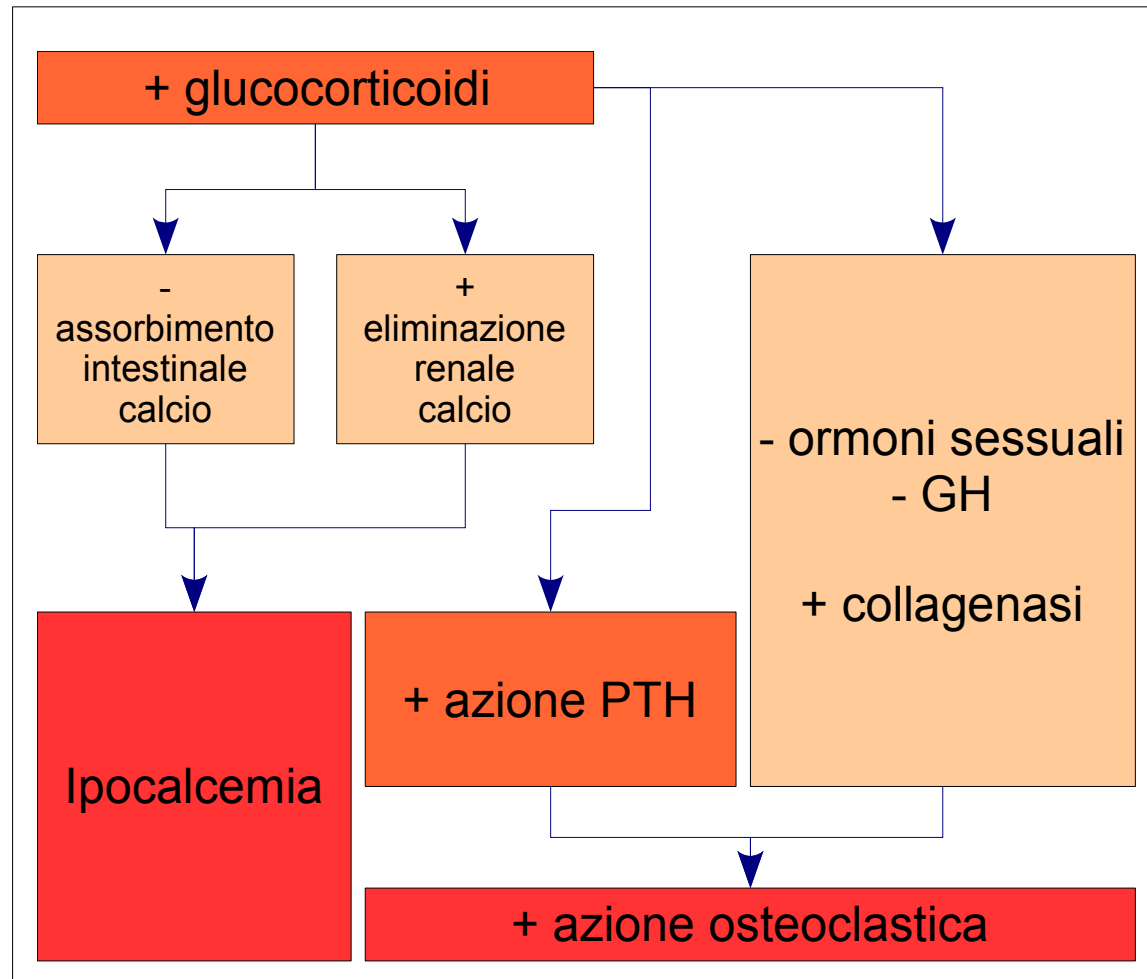 + glucocorticoidi
-
assorbimento
intestinale
calcio
+
eliminazione
renale
calcio
- ormoni sessuali
- GH
+ collagenasi
Ipocalcemia
+ azione PTH
+ azione osteoclastica